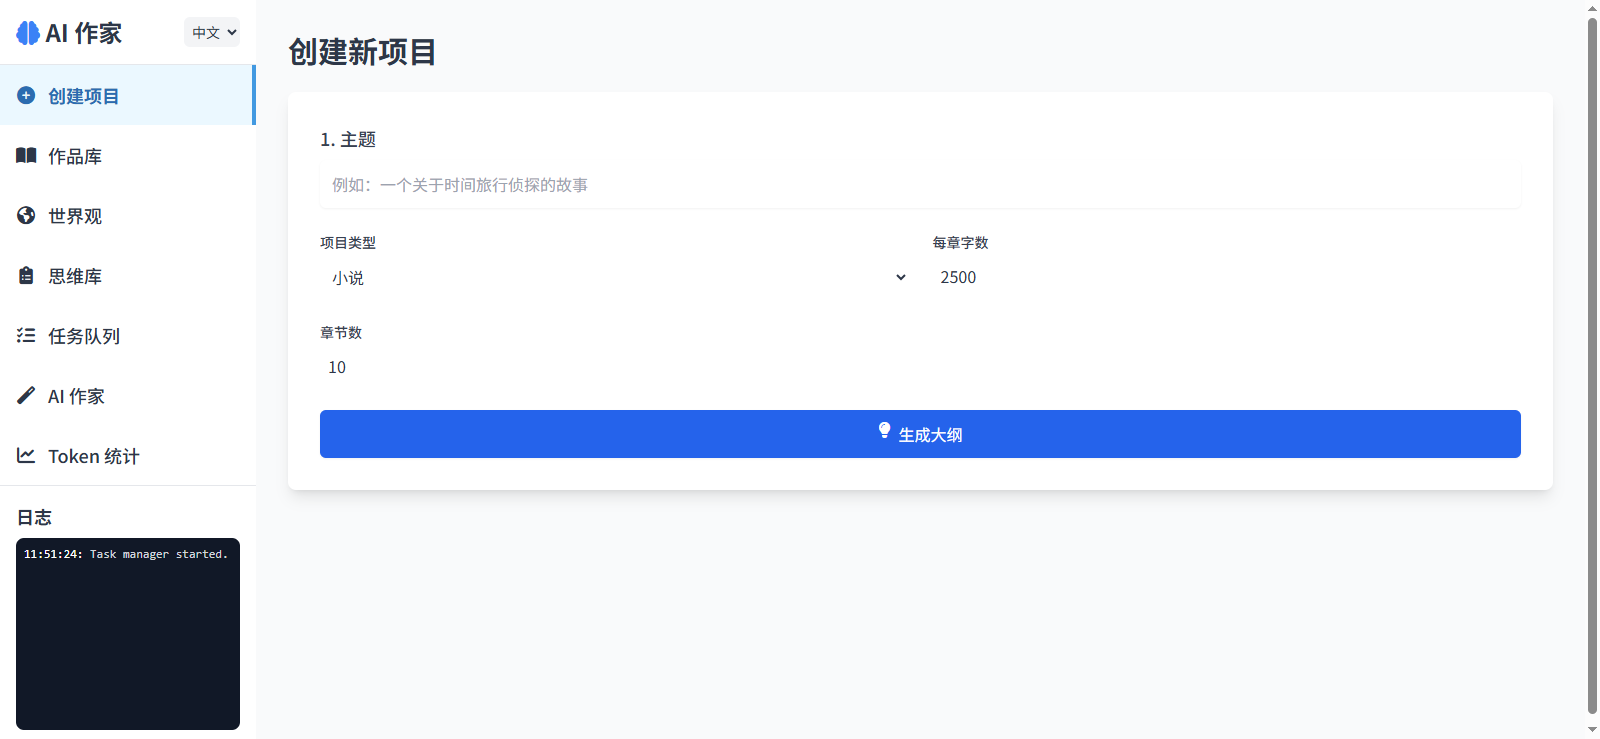 AI 作家
中文
创建项目
作品库
世界观
思维库
任务队列
AI 作家
Token 统计
日志
11:51:24: Task manager started.
创建新项目
1. 主题
例如：一个关于时间旅行侦探的故事
项目类型
每章字数
小说
2500
章节数
10
生成大纲